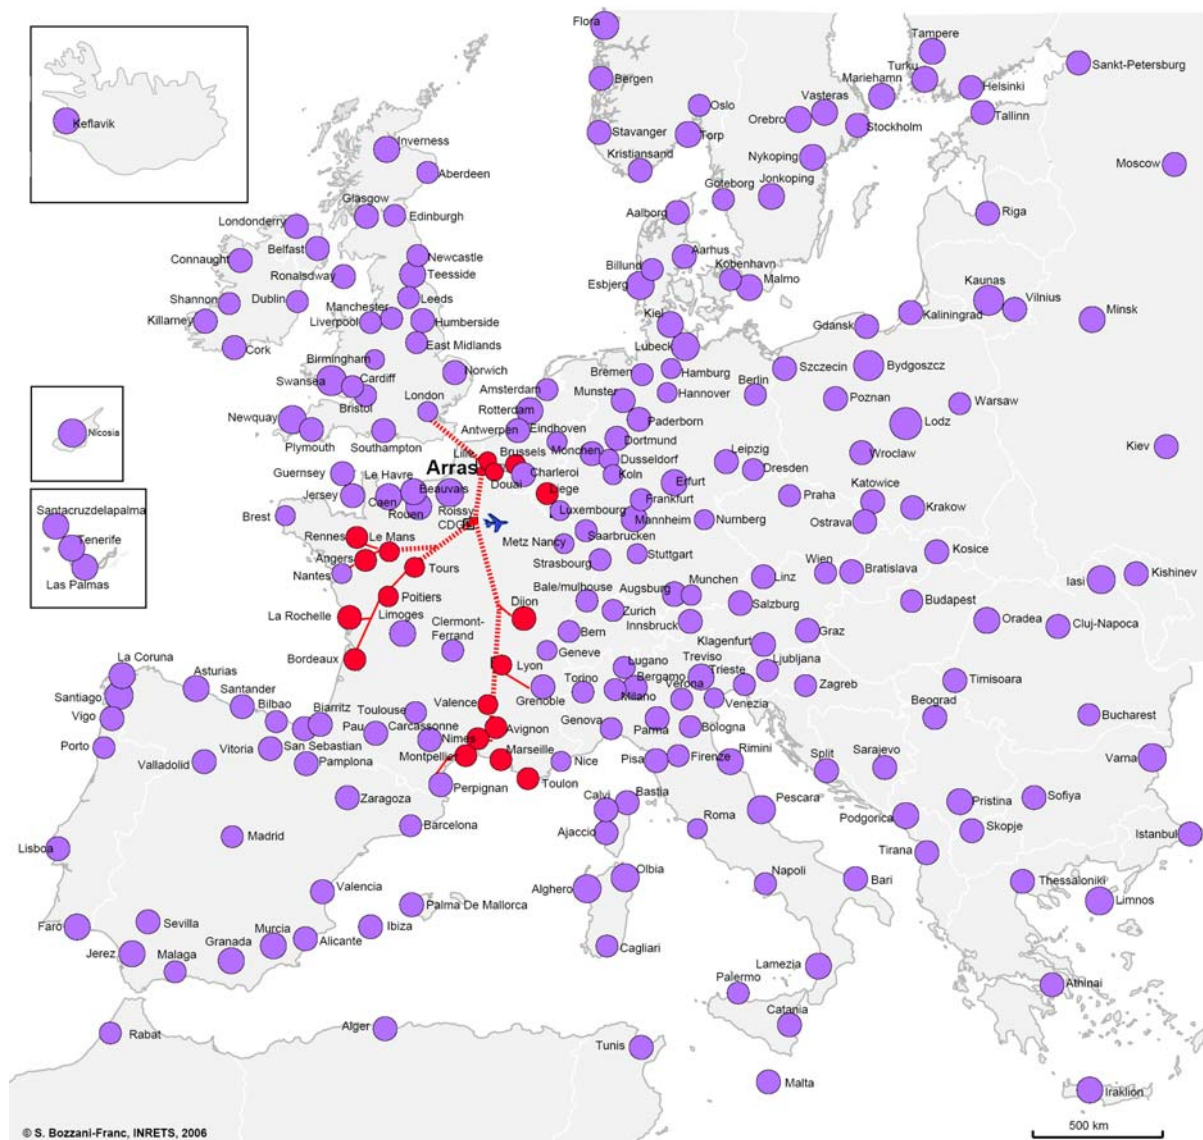 Flora
Tampere
Sankt-Petersburg
Turku
Mariehamn
Helsinki
Bergen
Vasteras
Oslo
Orebro
Tallinn
Keflavik
Stockholm
Stavanger
Torp
Inverness
Kristiansand
Nykoping
Moscow
Aberdeen
Jonkoping
Goteborg
Glasgow
Aalborg
Riga
Londonderry
Edinburgh
Belfast
Newcastle
Aarhus
Connaught
Ronalsdway
Teesside
Billund
Kobenhavn
Esbjerg
Malmo
Kaunas
Shannon
Dublin
Leeds
Vilnius
Manchester
Killarney
Liverpool
Humberside
Kiel
Gdansk
Kaliningrad
Minsk
Cork
East Midlands
Lubeck
Birmingham
Norwich
Bremen
Hamburg
Szczecin
Bydgoszcz
Swansea
Cardiff
Amsterdam
Munster
Hannover
Berlin
Bristol
London
Rotterdam
Poznan
Warsaw
Newquay
Antwerpen
Eindhoven
Paderborn
Lodz
Nicosia
Plymouth
Southampton
Lille
Brussels
Monchen
Dortmund
Leipzig
Wroclaw
Kiev
Arras
Dusseldorf
Guernsey
Le Havre
Douai
Charleroi
Koln
Dresden
Jersey
Beauvais
Liege
Erfurt
Katowice
Caen
Frankfurt
Praha
Santacruzdelapalma
Brest
Rouen
Roissy
CDG
Luxembourg
Mannheim
Nurnberg
Ostrava
Krakow
Tenerife
Rennes
Le Mans
Saarbrucken
Metz Nancy
Las Palmas
Angers
Tours
Strasbourg
Stuttgart
Kosice
Nantes
Wien
Bratislava
Iasi
Kishinev
Poitiers
Bale/mulhouse
Augsburg
Munchen
Linz
La Rochelle
Limoges
Dijon
Zurich
Salzburg
Budapest
Clermont-
Ferrand
Bern
Innsbruck
Graz
Oradea
Cluj-Napoca
Bordeaux
Geneve
Klagenfurt
La Coruna
Lyon
Lugano
Treviso
Trieste
Ljubljana
Asturias
Torino
Bergamo
Timisoara
Santiago
Santander
Valence
Grenoble
Milano
Verona
Zagreb
Vigo
Bilbao
Biarritz
Toulouse
Venezia
Beograd
Bucharest
Pau
Carcassonne
Avignon
Genova
Parma
Bologna
Porto
Vitoria
San Sebastian
Nimes
Marseille
Valladolid
Pamplona
Montpellier
Nice
Pisa
Firenze
Rimini
Split
Sarajevo
Varna
Toulon
Perpignan
Zaragoza
Calvi
Bastia
Pescara
Pristina
Sofiya
Barcelona
Roma
Podgorica
Skopje
Madrid
Ajaccio
Istanbul
Lisboa
Tirana
Olbia
Napoli
Bari
Thessaloniki
Valencia
Alghero
Palma De Mallorca
Limnos
Faro
Sevilla
Ibiza
Murcia
Alicante
Jerez
Granada
Cagliari
Malaga
Lamezia
Palermo
Athinai
Catania
Rabat
Alger
Tunis
Malta
Iraklion
© S. Bozzani-Franc, INRETS, 2006
500 km